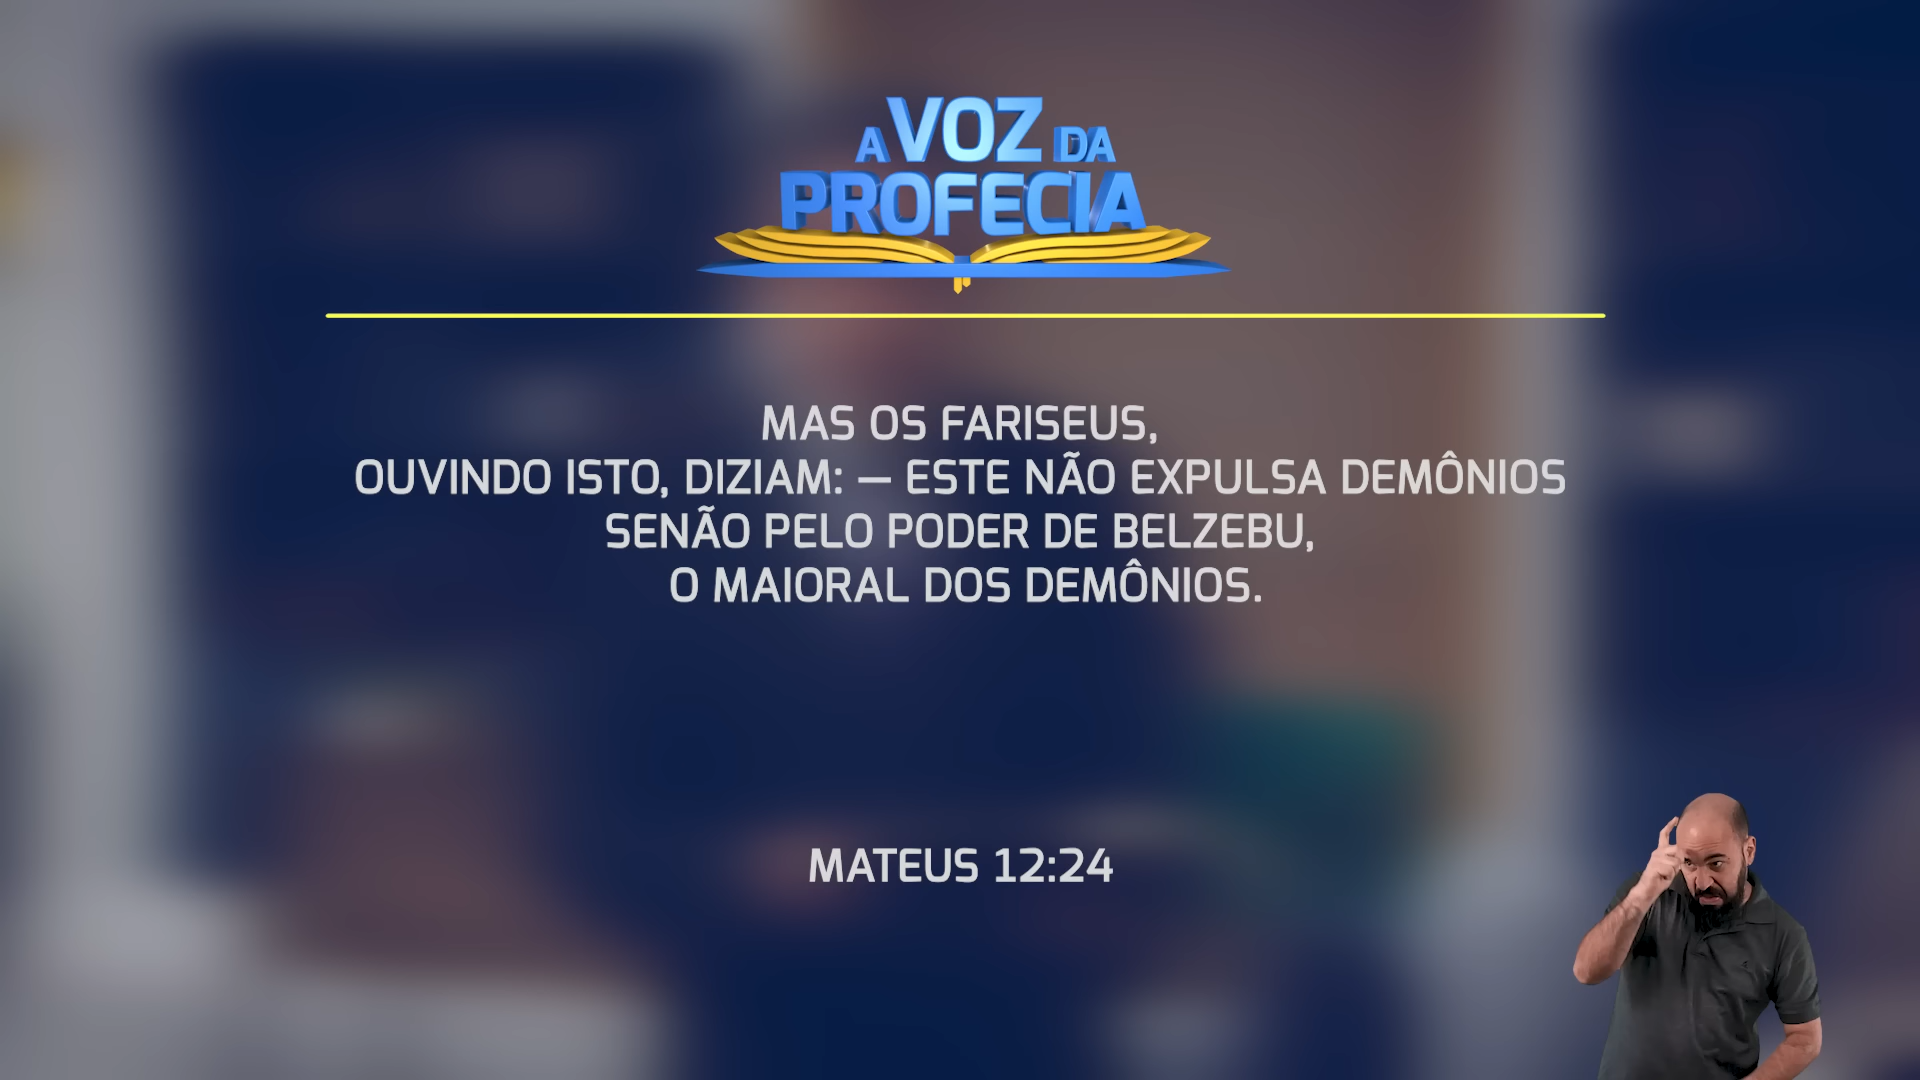 A VOZ DA
PROFECIA
MAS OS FARISEUS,
OUVINDO ISTO, DIZIAM: — ESTE NÃO EXPULSA DEMÔNIOS
SENÃO PELO PODER DE BELZEBU,
O MAIORAL DOS DEMÔNIOS.
MATEUS 12:24